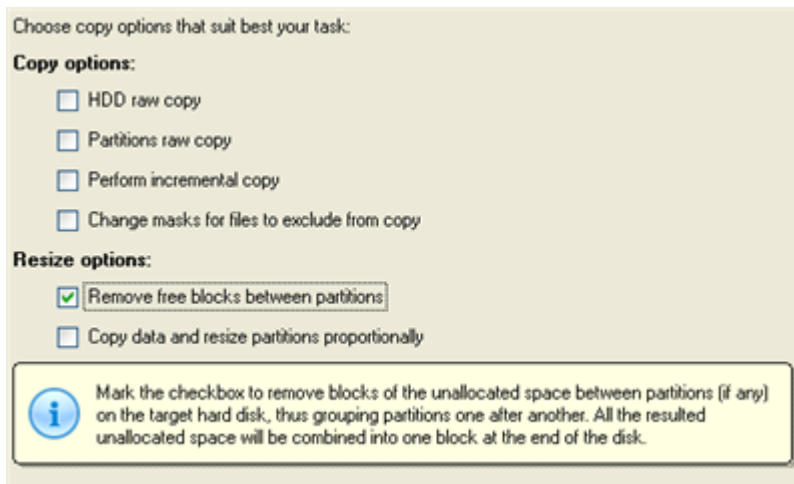 Choose copy options that suit best your task:
Copy options:
HDD raw copy
Partitions raw copy
Perform incremental copy
Change masks for files to exclude from copy
Resize options:
Remove free blocks between partitions
Copy data and resize partitions proportionally
Mark the checkbox to remove blocks of the unallocated space between partitions (if any)
on the target hard disk, thus grouping partitions one after another. All the resulted
unallocated space will be combined into one block at the end of the disk.